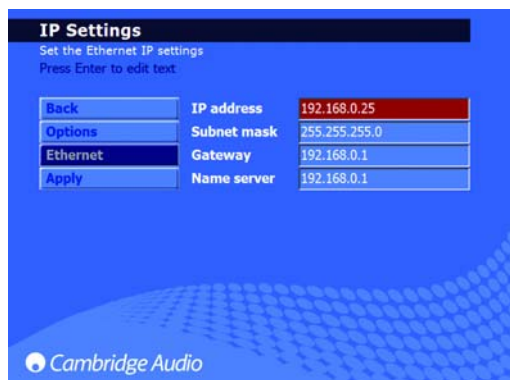 IP Settings
Set the Ethernet IP settings
Press Enter to edit text
Back IP address 192.168.0.25
Options Subnet mask 255.255.255.0
Ethernet Gateway 192.168.0.1
Apply Name server 192.168.0.1
Cambridge Audio